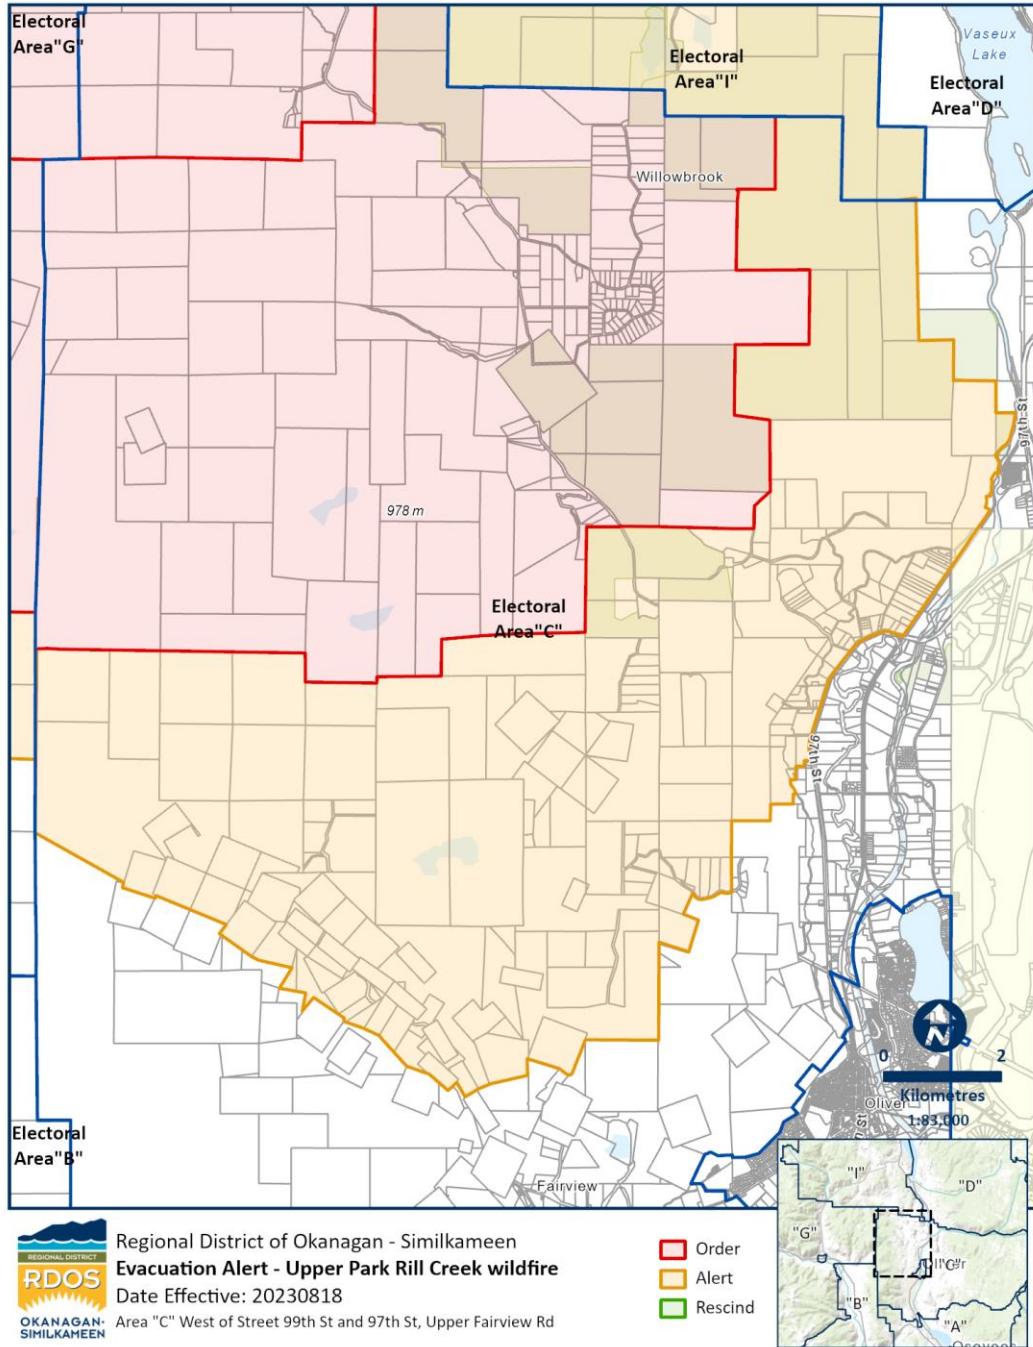 Electoral
Area"G"
Electoral
Area"I"
Vaseux
Lake
Electoral
Area"D"
Willowbrook
97th St
978 m
Electoral
Area"C"
97th St
0 2
Kilometres
1:83,000
Oliver
Electoral
Area"B"
Fairview
"I"
"D"
"G"
"C"
"B"
"A"
Osoyoos
REGIONAL DISTRICT
RDOS
OKANAGAN-
SIMILKAMEEN
Regional District of Okanagan - Similkameen
Evacuation Alert - Upper Park Rill Creek wildfire
Date Effective: 20230818
Area "C" West of Street 99th St and 97th St, Upper Fairview Rd
Order
Alert
Rescind